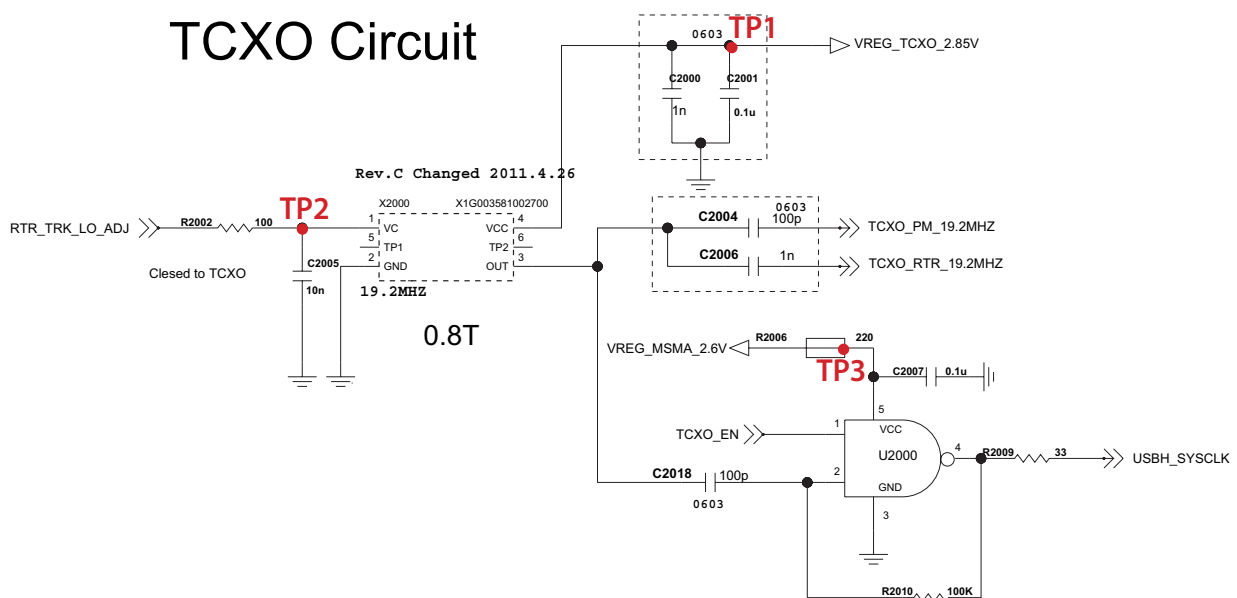 TCXO Circuit
0603
TP1
VREG_TCXO_2.85V
C2000
C2001
1n
0.1u
Rev.C Changed 2011.4.26
X2000
X1G003581002700
RTR_TRK_LO_ADJ
R2002
100
TP2
1
VC
VCC
4
5
TP1
TP2
6
2
GND
OUT
3
C2005
10n
Clesed to TCXO
19.2MHZ
0.8T
C2004
0603
100p
TCXO_PM_19.2MHZ
C2006
1n
TCXO_RTR_19.2MHZ
VREG_MSMA_2.6V
R2006
220
TP3
C2007
0.1u
5
VCC
TCXO_EN
1
U2000
4
R2009
33
USBH_SYSCLK
C2018
100p
0603
2
GND
3
R2010
100K